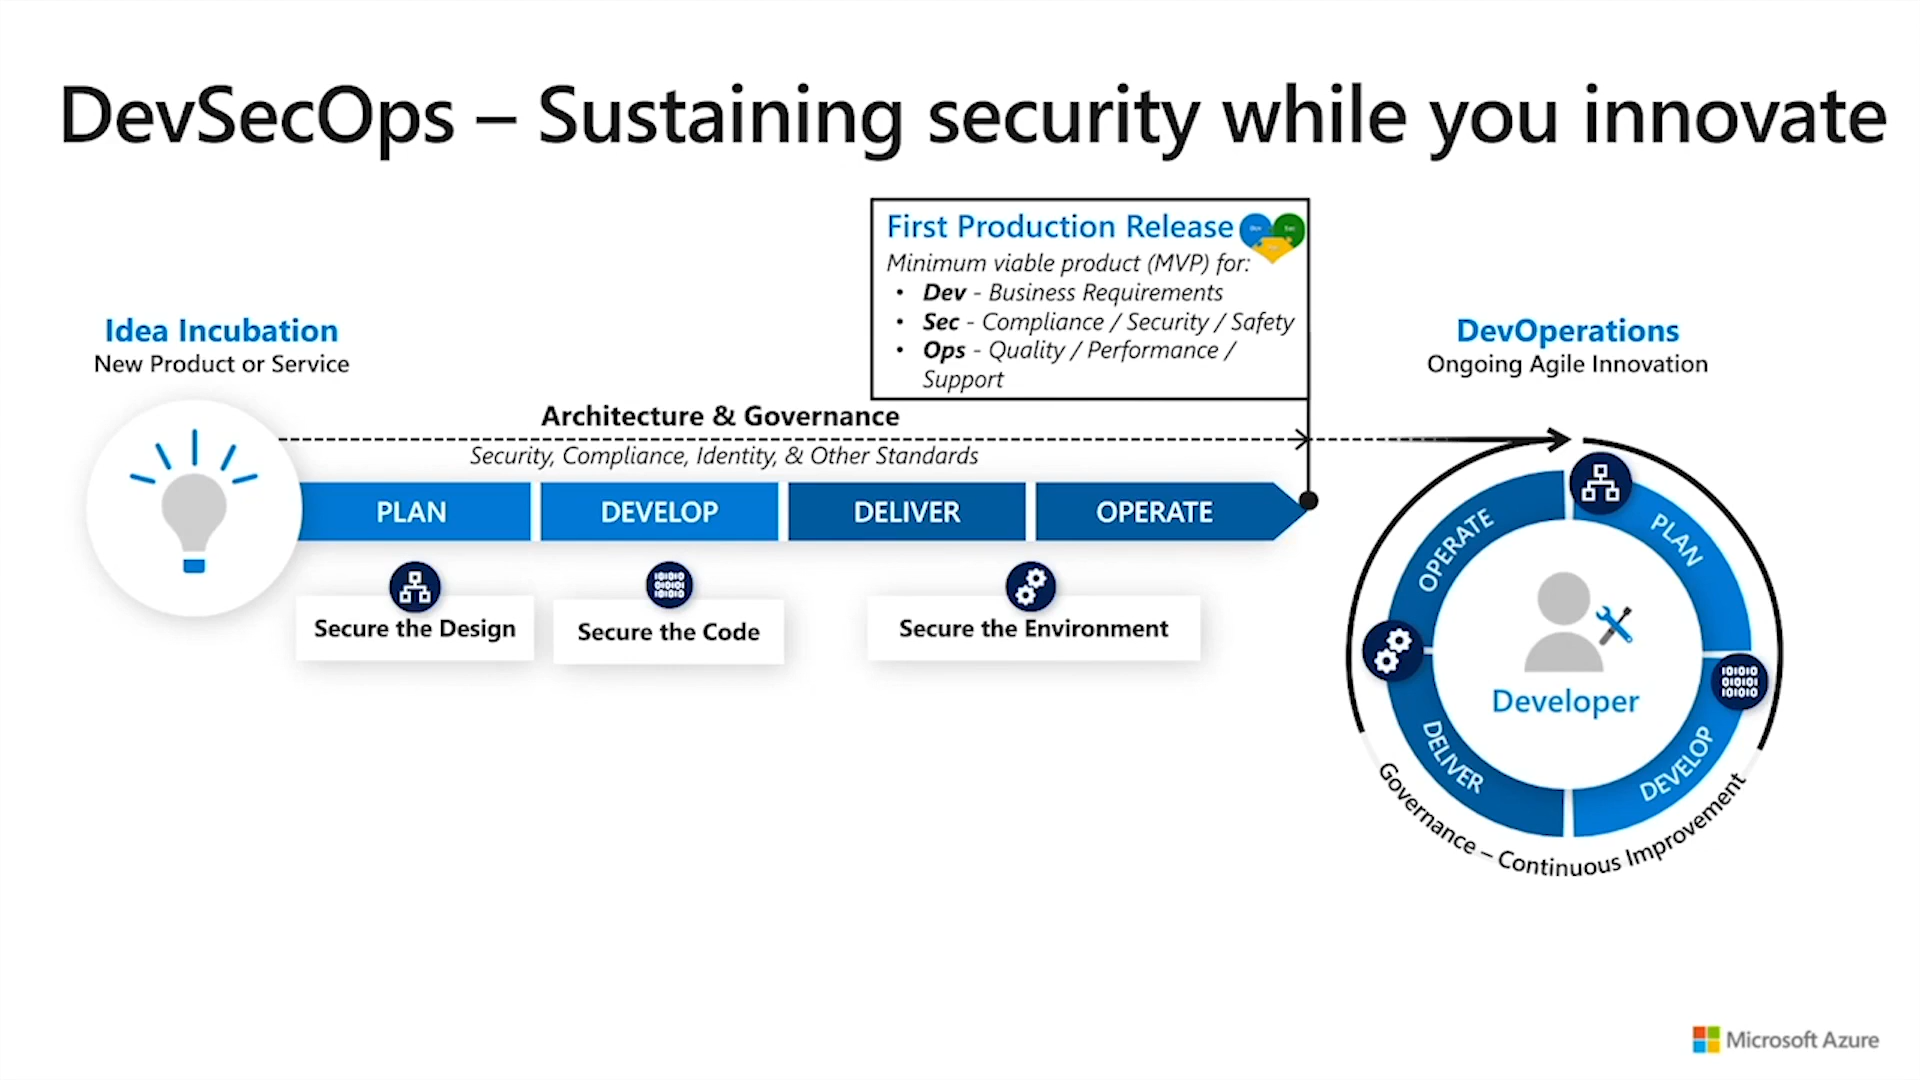 DevSecOps – Sustaining security while you innovate
First Production Release
Dev
Sec
Minimum viable product (MVP) for:
• Dev - Business Requirements
• Sec - Compliance / Security / Safety
• Ops - Quality / Performance /
Support
Idea Incubation
New Product or Service
DevOperations
Ongoing Agile Innovation
Architecture & Governance
Security, Compliance, Identity, & Other Standards
PLAN
DEVELOP
DELIVER
OPERATE
Secure the Design
Secure the Code
Secure the Environment
OPERATE
PLAN
DELIVER
DEVELOP
Developer
Governance – Continuous Improvement
Microsoft Azure